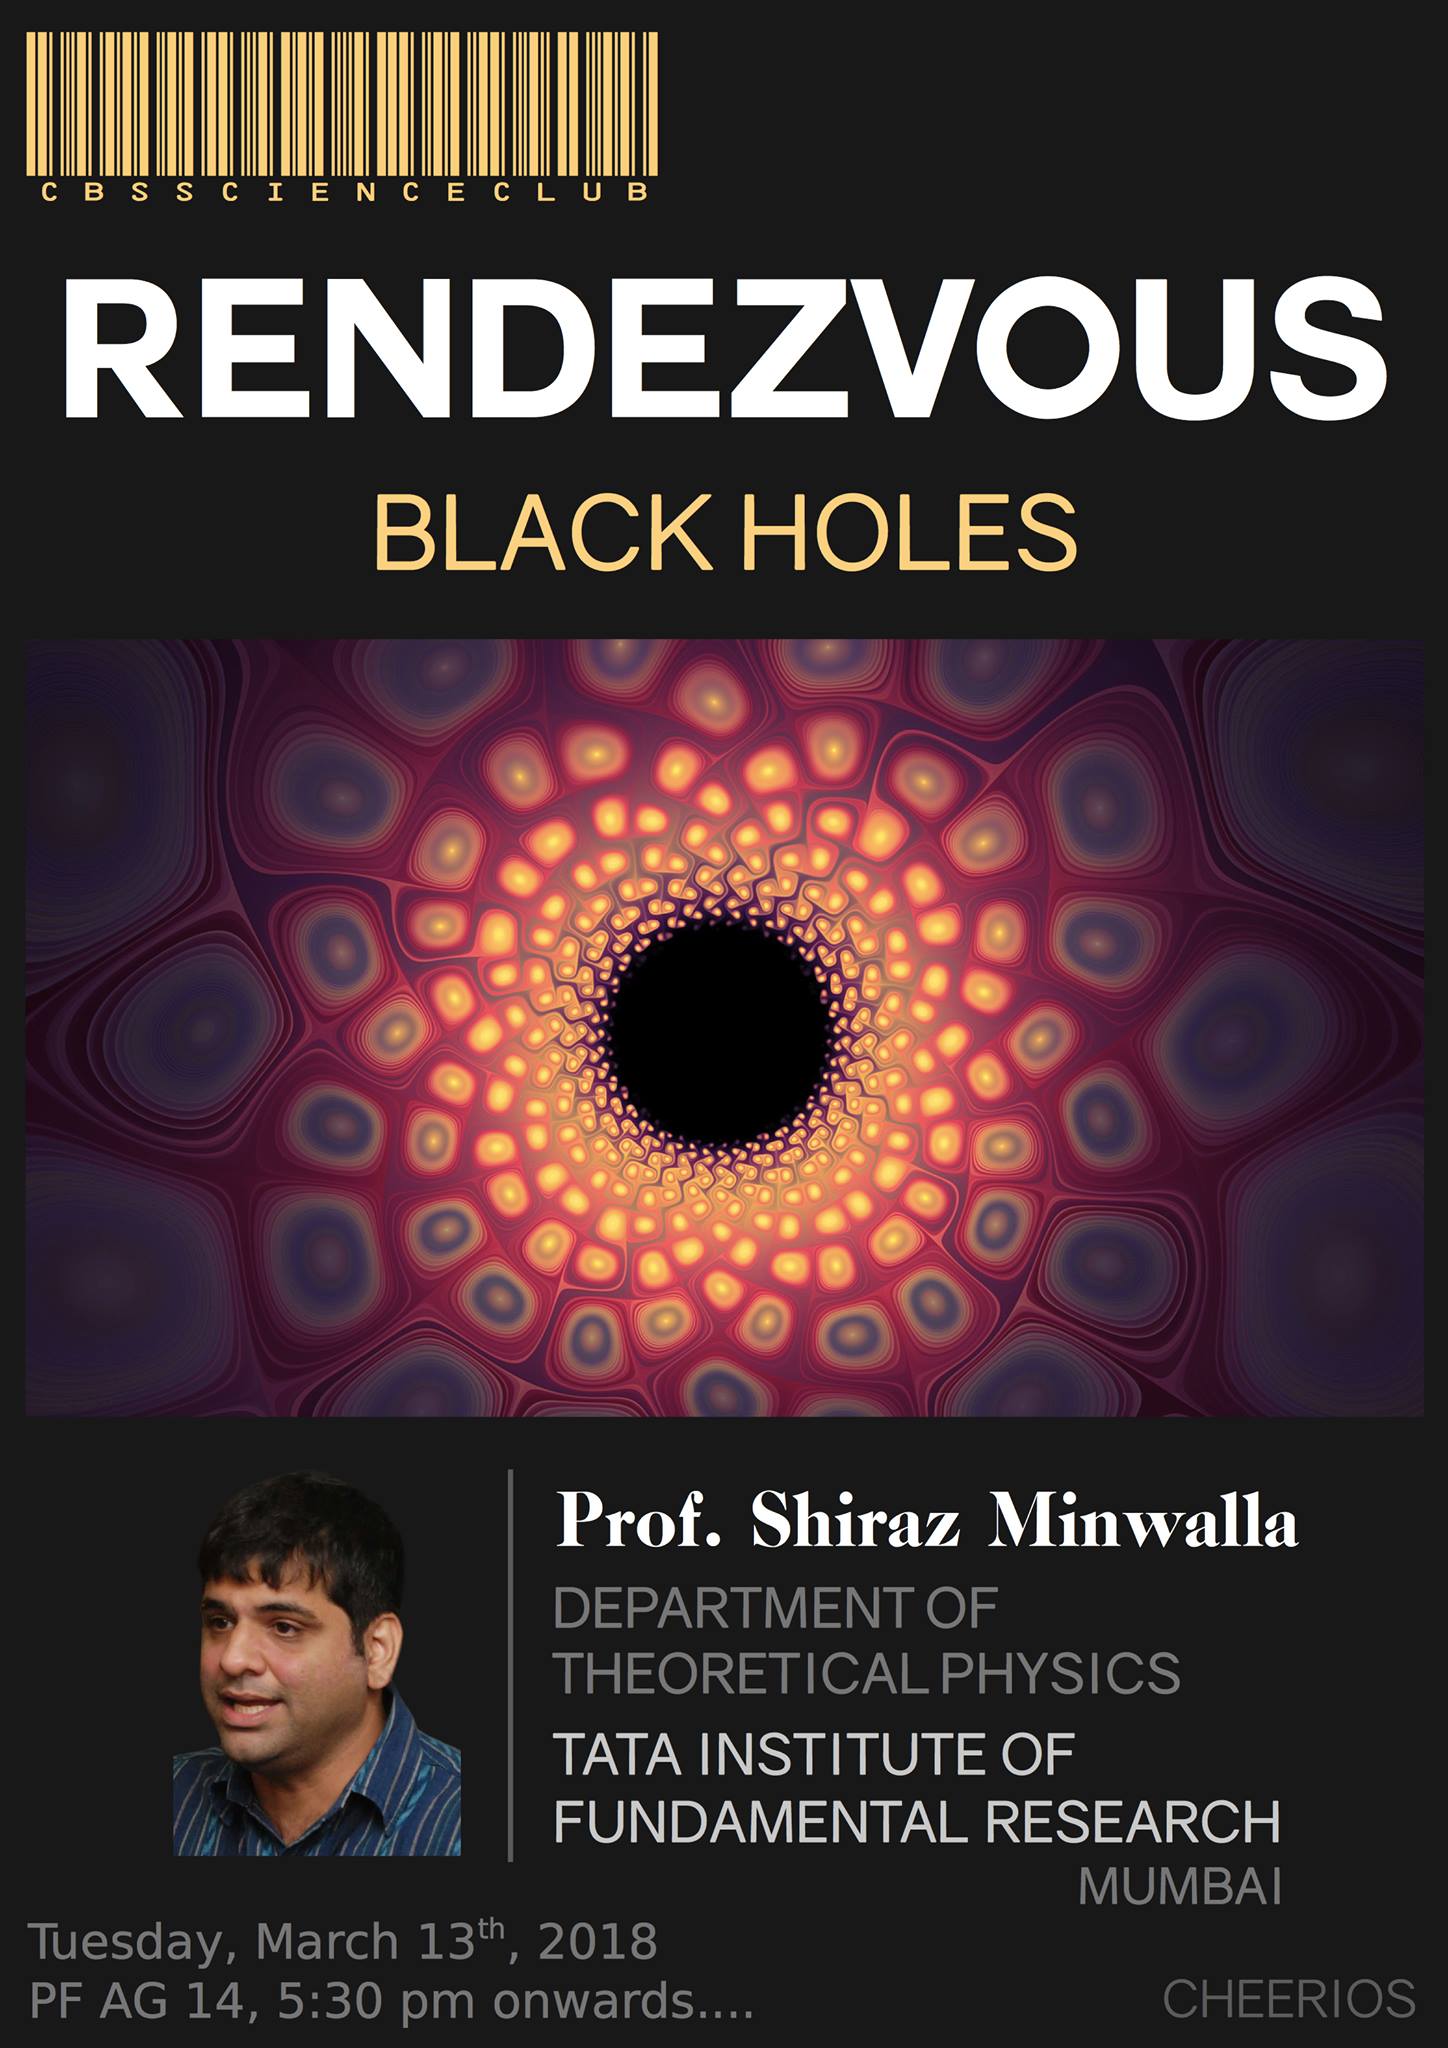 CBSSCIENCECLUB
RENDEZVOUS
BLACK HOLES
Prof. Shiraz Minwalla
DEPARTMENT OF
THEORETICAL PHYSICS
TATA INSTITUTE OF
FUNDAMENTAL RESEARCH
MUMBAI
Tuesday, March 13th, 2018
PF AG 14, 5:30 pm onwards....
CHEERIOS